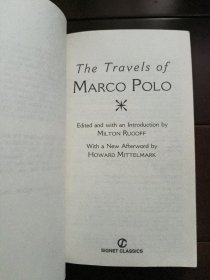 The Travels of
MARCO POLO
Edited and with an Introduction by
MILTON RUGOFF
With a New Afterword by
HOWARD MITTELMARK
SIGNET CLASSICS